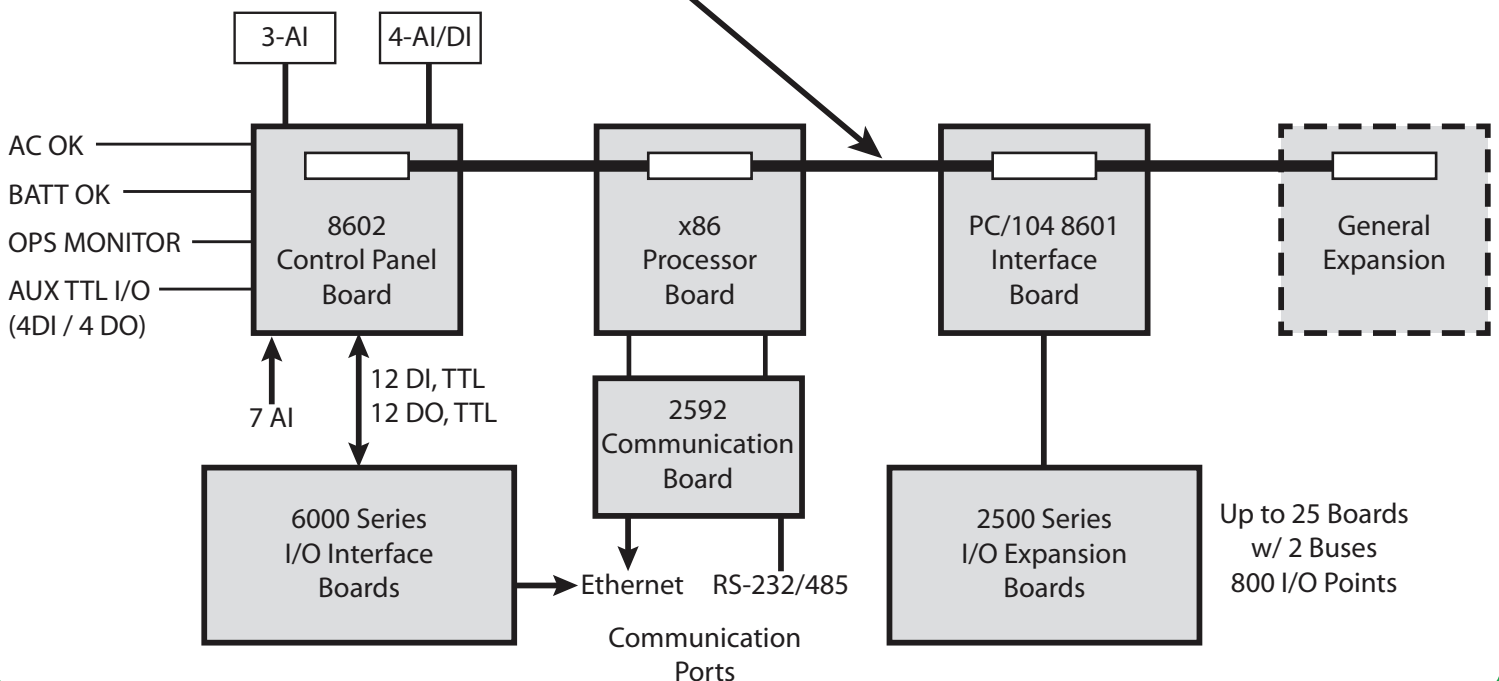 3-AI
4-AI/DI
AC OK
BATT OK
OPS MONITOR
AUX TTL I/O
(4DI / 4 DO)
8602
Control Panel
Board
x86
Processor
Board
PC/104 8601
Interface
Board
General
Expansion
7 AI
12 DI, TTL
12 DO, TTL
2592
Communication
Board
6000 Series
I/O Interface
Boards
Ethernet
RS-232/485
Communication
Ports
2500 Series
I/O Expansion
Boards
Up to 25 Boards
w/ 2 Buses
800 I/O Points